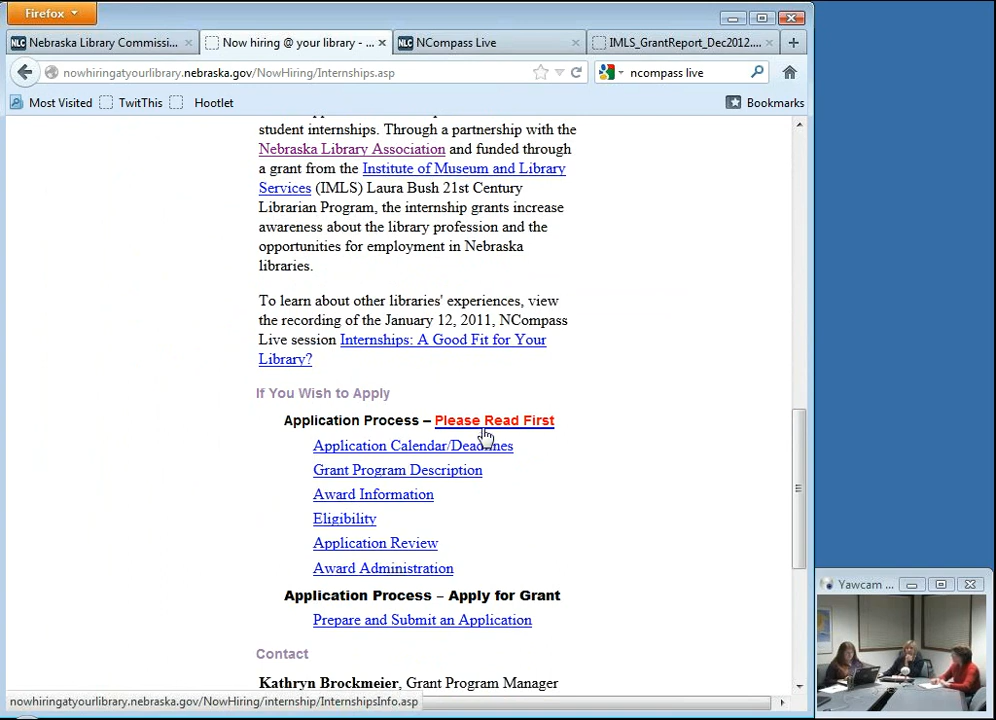 Firefox
Nebraska Library Commissi...
Now hiring @ your library - ...
NCompass Live
IMLS_GrantReport_Dec2012....
nowhiringatyourlibrary.nebraska.gov/NowHiring/Internships.asp
ncompass live
Most Visited
TwitThis
Hootlet
Bookmarks
student internships. Through a partnership with the
Nebraska Library Association and funded through
a grant from the Institute of Museum and Library
Services (IMLS) Laura Bush 21st Century
Librarian Program, the internship grants increase
awareness about the library profession and the
opportunities for employment in Nebraska
libraries.
To learn about other libraries' experiences, view
the recording of the January 12, 2011, NCompass
Live session Internships: A Good Fit for Your
Library?
If You Wish to Apply
Application Process – Please Read First
Application Calendar/Deadlines
Grant Program Description
Award Information
Eligibility
Application Review
Award Administration
Application Process – Apply for Grant
Prepare and Submit an Application
Contact
Kathryn Brockmeier, Grant Program Manager
nowhiringatyourlibrary.nebraska.gov/NowHiring/internship/InternshipsInfo.asp
Yawcam ...